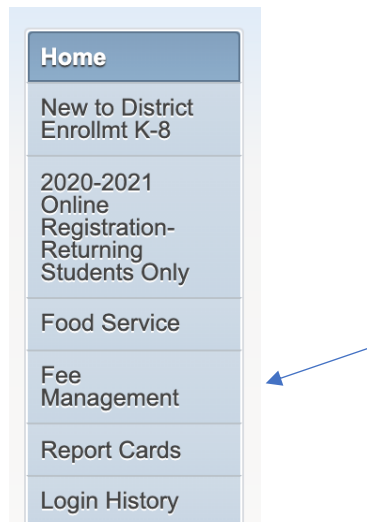 Home
New to District
Enrollmt K-8
2020-2021
Online
Registration-
Returning
Students Only
Food Service
Fee
Management
Report Cards
Login History